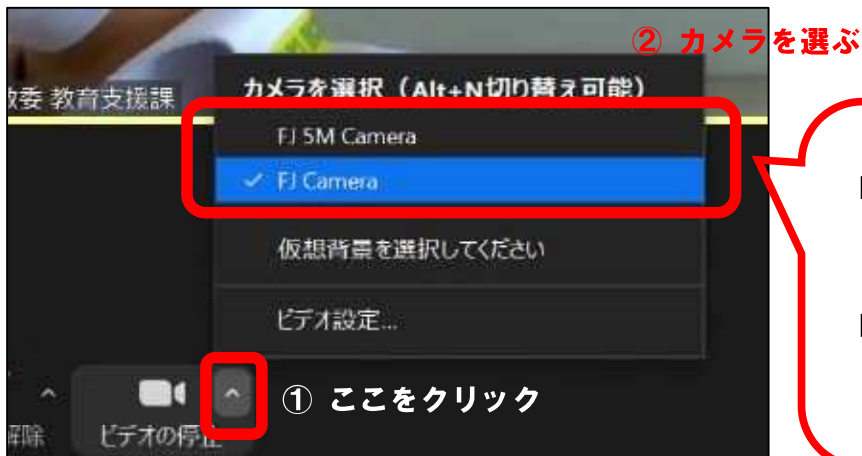 ② カメラを選ぶ
教育支援課
カメラを選択（Alt+N切り替え可能）
FJ 5M Camera
✓ FJ Camera
仮想背景を選択してください
ビデオ設定...
① ここをクリック
解除
ビデオの停止